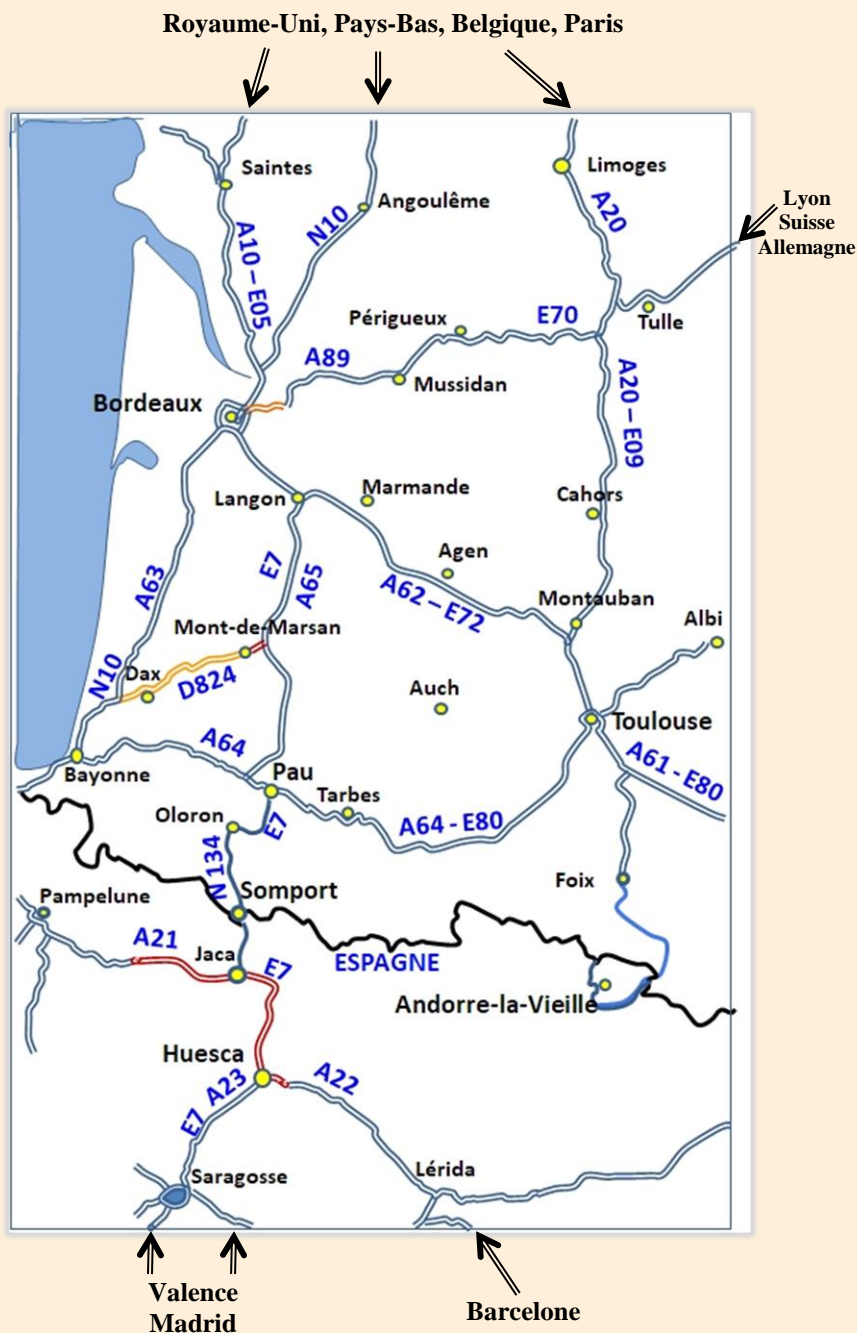 Royaume-Uni, Pays-Bas, Belgique, Paris
Saintes
Limoges
Angoulême
Lyon
Suisse
Allemagne
A20
N10
A10 – E05
Périgueux
E70
Tulle
A89
Mussidan
A20 – E09
Bordeaux
Langon
Marmande
Cahors
Agen
E7
A65
A63
A62 – E72
Montauban
Mont-de-Marsan
Albi
N10
Dax
D824
Auch
Toulouse
A64
A61 - E80
Bayonne
Pau
Tarbes
Oloron
E7
A64 - E80
N 134
Foix
Pampelune
Somport
A21
Jaca
E7
ESPAGNE
Andorre-la-Vieille
Huesca
A23
A22
E7
Saragosse
Lérida
Valence
Madrid
Barcelone